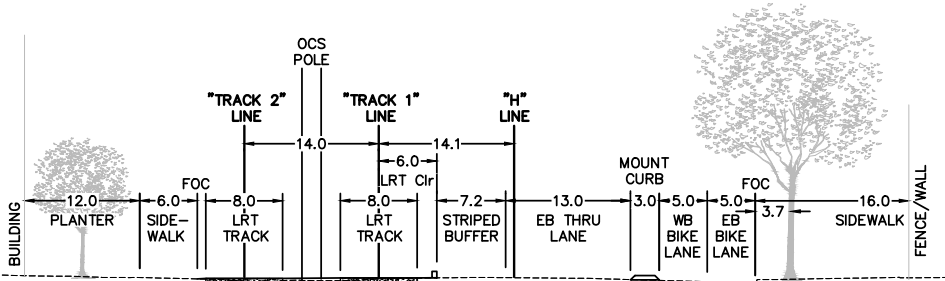 OCS
POLE
"TRACK 2"
LINE
"TRACK 1"
LINE
"H"
LINE
14.0
14.1
6.0
LRT Clr
MOUNT
CURB
FOC
FOC
BUILDING
12.0
PLANTER
6.0
SIDE-
WALK
8.0
LRT
TRACK
8.0
LRT
TRACK
7.2
STRIPED
BUFFER
13.0
EB THRU
LANE
3.0
5.0
WB
BIKE
LANE
5.0
EB
BIKE
LANE
3.7
16.0
SIDEWALK
FENCE/WALL